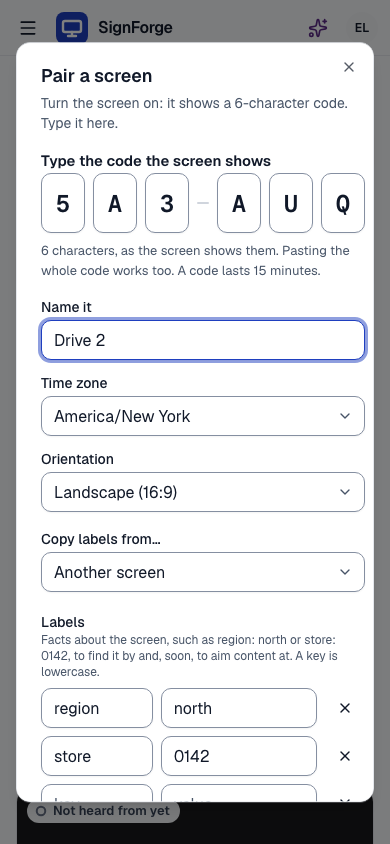 SignForge
EL
Pair a screen
Turn the screen on: it shows a 6-character code.
Type it here.
Type the code the screen shows
5 A 3 – A U Q
6 characters, as the screen shows them. Pasting the
whole code works too. A code lasts 15 minutes.
Name it
Drive 2
Time zone
America/New York
Orientation
Landscape (16:9)
Copy labels from...
Another screen
Labels
Facts about the screen, such as region: north or store:
0142, to find it by and, soon, to aim content at. A key is
lowercase.
region north
store 0142
Not heard from yet